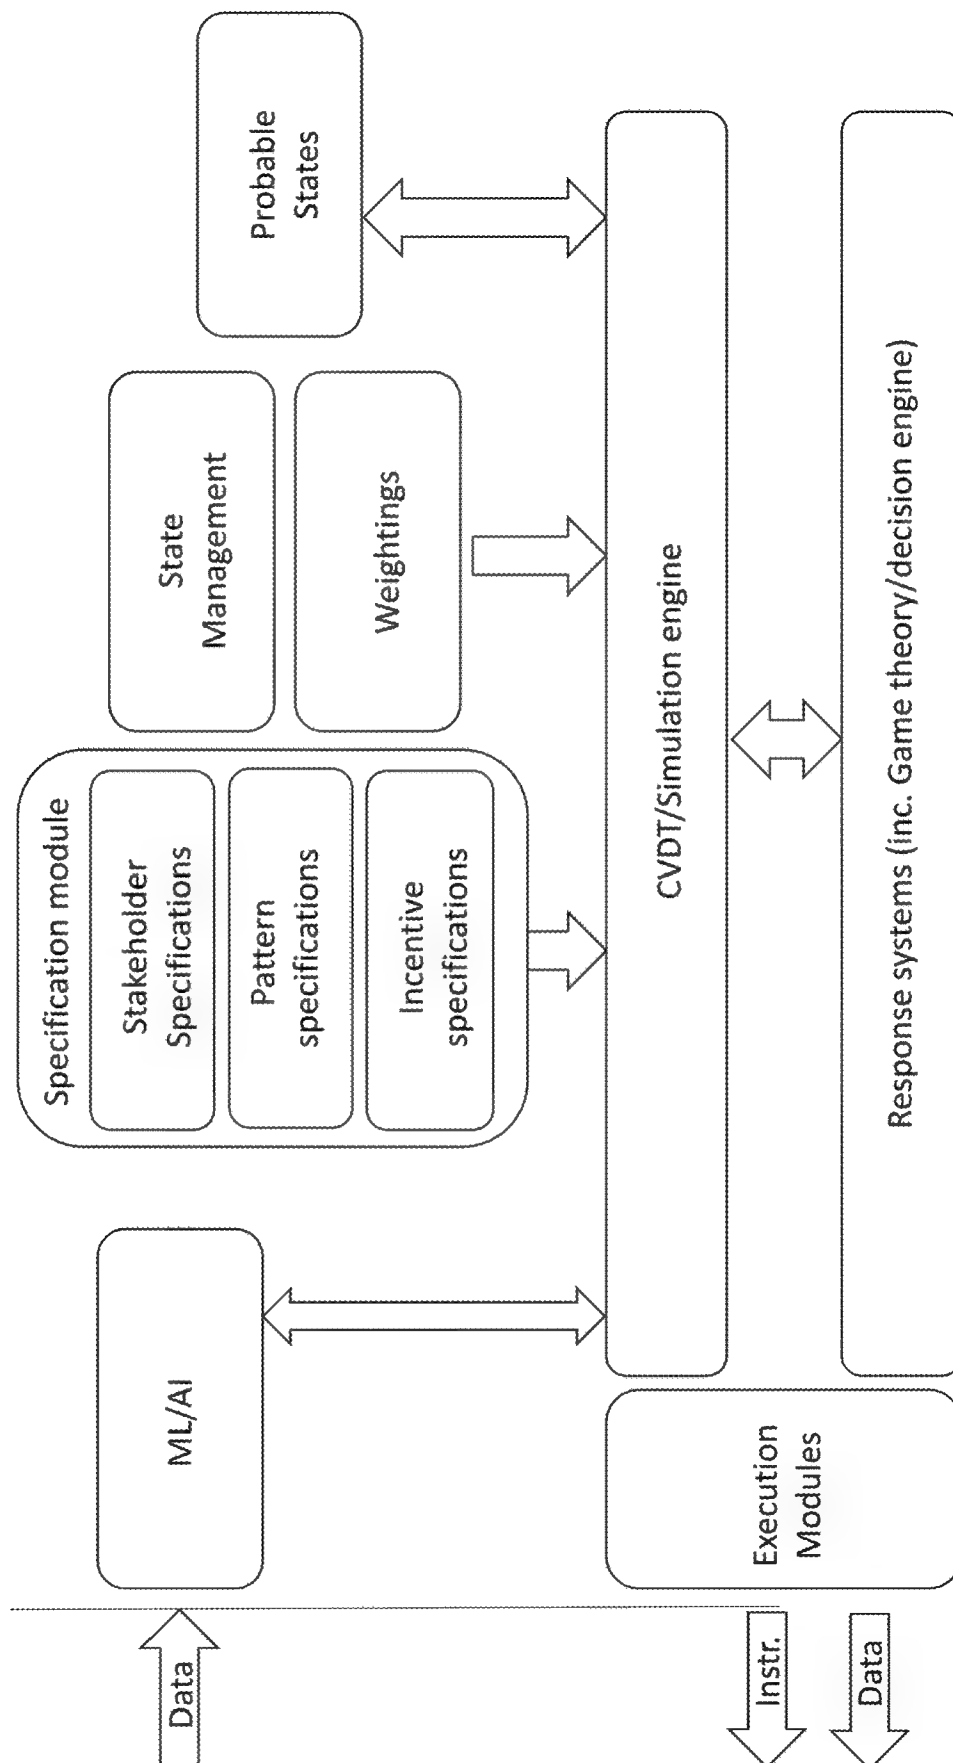 Data
ML/AI
Specification module
Stakeholder
Specifications
Pattern
specifications
Incentive
specifications
State
Management
Weightings
Probable
States
CVDT/Simulation engine
Response systems (inc. Game theory/decision engine)
Execution
Modules
Instr.
Data